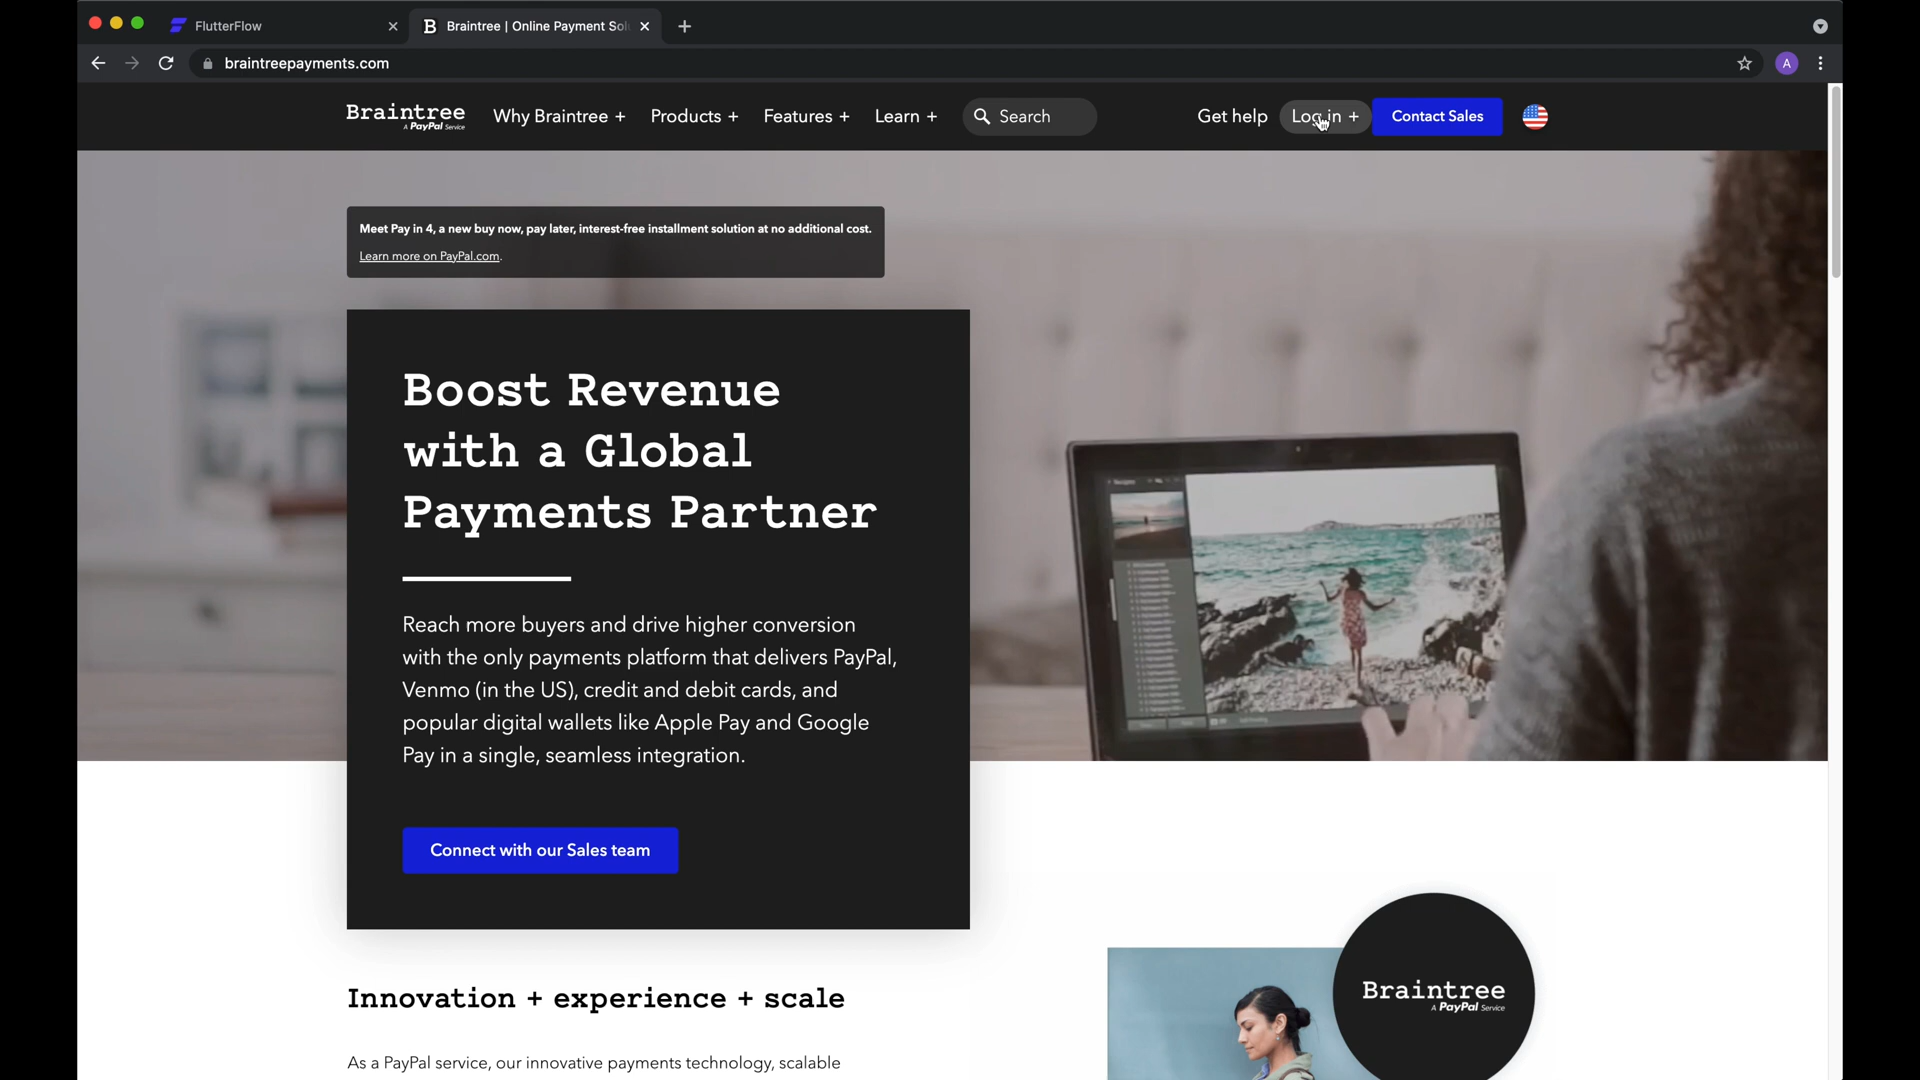 FlutterFlow
B Braintree | Online Payment Sol
braintreepayments.com
A
Braintree
A PayPal Service
Why Braintree +
Products +
Features +
Learn +
Search
Get help
Log in +
Contact Sales
Meet Pay in 4, a new buy now, pay later, interest-free installment solution at no additional cost.
Learn more on PayPal.com.
Boost Revenue
with a Global
Payments Partner
Reach more buyers and drive higher conversion
with the only payments platform that delivers PayPal,
Venmo (in the US), credit and debit cards, and
popular digital wallets like Apple Pay and Google
Pay in a single, seamless integration.
Connect with our Sales team
Innovation + experience + scale
As a PayPal service, our innovative payments technology, scalable
Braintree
A PayPal Service